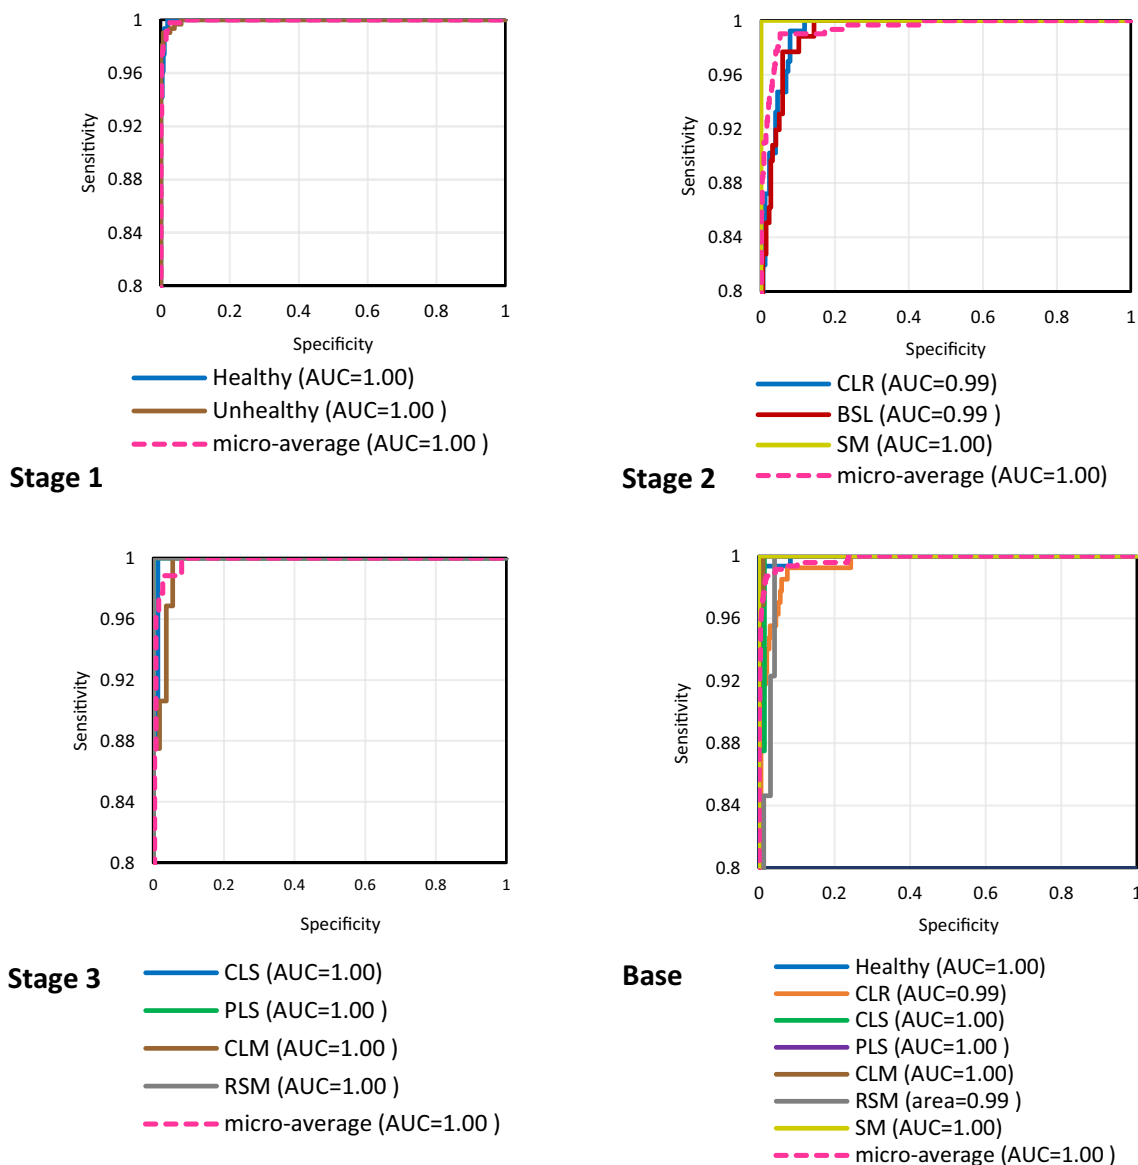 1
0.96
0.92
0.88
0.84
0.8
Sensitivity
0 0.2 0.4 0.6 0.8 1
Specificity
Healthy (AUC=1.00)
Unhealthy (AUC=1.00 )
micro-average (AUC=1.00 )
Stage 1
1
0.96
0.92
0.88
0.84
0.8
Sensitivity
0 0.2 0.4 0.6 0.8 1
Specificity
CLR (AUC=0.99)
BSL (AUC=0.99 )
SM (AUC=1.00)
micro-average (AUC=1.00)
Stage 2
1
0.96
0.92
0.88
0.84
0.8
Sensitivity
0 0.2 0.4 0.6 0.8 1
Specificity
Stage 3
CLS (AUC=1.00)
PLS (AUC=1.00 )
CLM (AUC=1.00 )
RSM (AUC=1.00 )
micro-average (AUC=1.00 )
1
0.96
0.92
0.88
0.84
0.8
Sensitivity
0 0.2 0.4 0.6 0.8 1
Specificity
Base
Healthy (AUC=1.00)
CLR (AUC=0.99)
CLS (AUC=1.00)
PLS (AUC=1.00 )
CLM (AUC=1.00)
RSM (area=0.99 )
SM (AUC=1.00)
micro-average (AUC=1.00 )